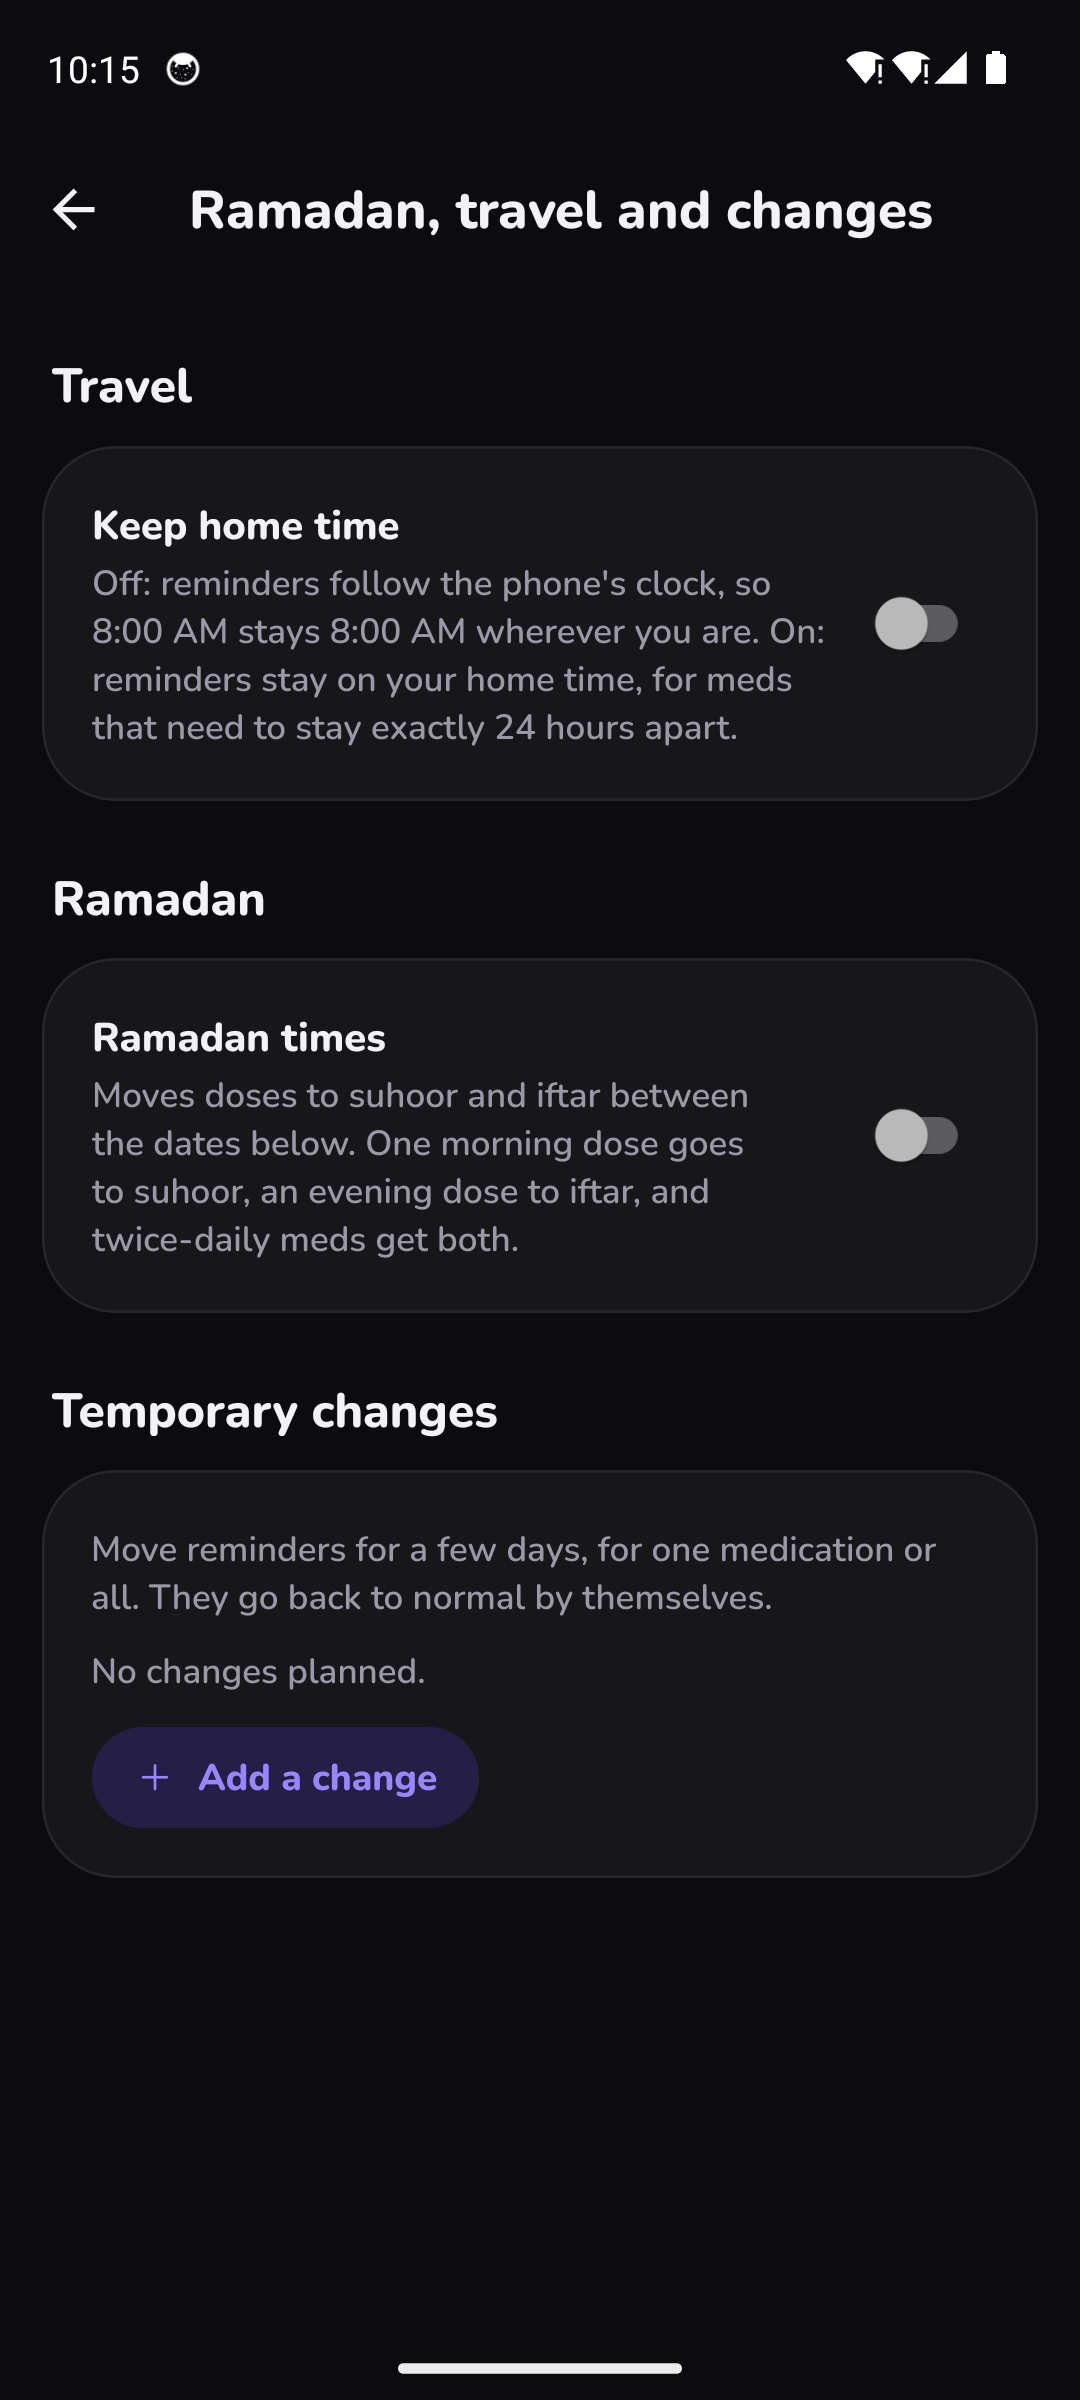 10:15
Ramadan, travel and changes
Travel
Keep home time
Off: reminders follow the phone's clock, so
8:00 AM stays 8:00 AM wherever you are. On:
reminders stay on your home time, for meds
that need to stay exactly 24 hours apart.
Ramadan
Ramadan times
Moves doses to suhoor and iftar between
the dates below. One morning dose goes
to suhoor, an evening dose to iftar, and
twice-daily meds get both.
Temporary changes
Move reminders for a few days, for one medication or
all. They go back to normal by themselves.
No changes planned.
+ Add a change